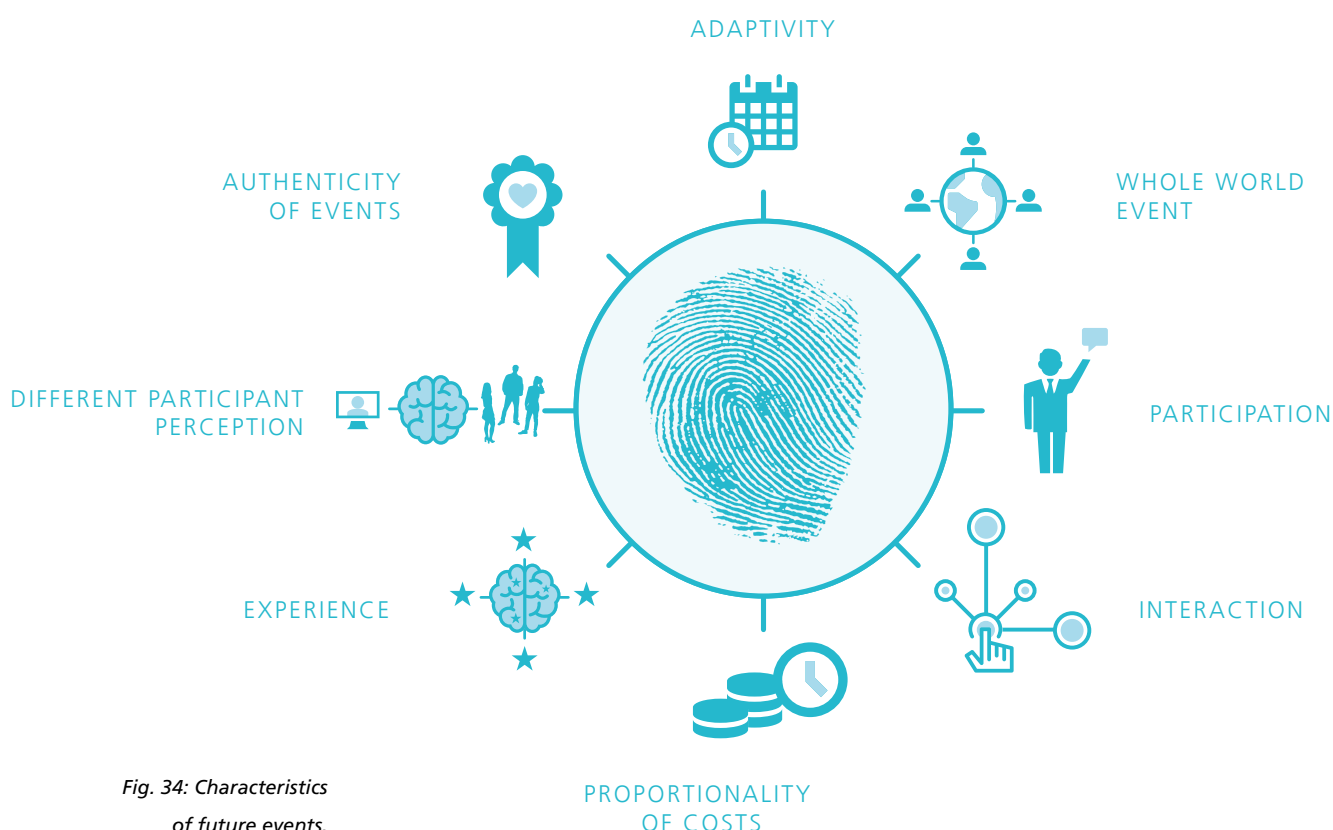 ADAPTIVITY
AUTHENTICITY
OF EVENTS
WHOLE WORLD
EVENT
DIFFERENT PARTICIPANT
PERCEPTION
PARTICIPATION
EXPERIENCE
INTERACTION
Fig. 34: Characteristics
of future events.
PROPORTIONALITY
OF COSTS